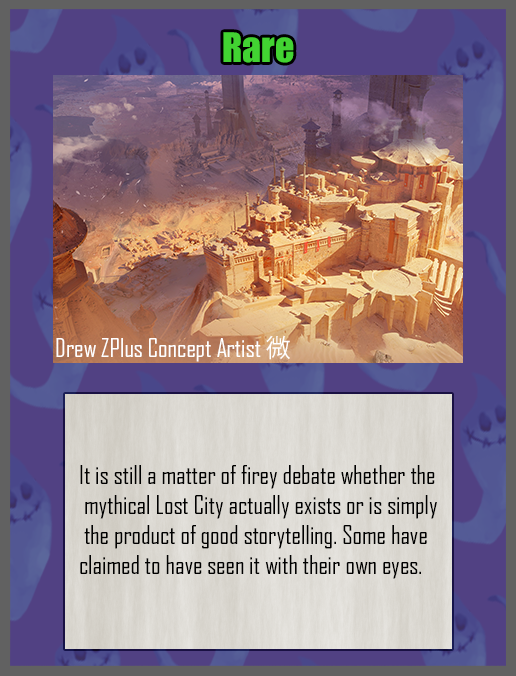 Rare
Drew ZPlus Concept Artist 微
It is still a matter of firey debate whether the
mythical Lost City actually exists or is simply
the product of good storytelling. Some have
claimed to have seen it with their own eyes.